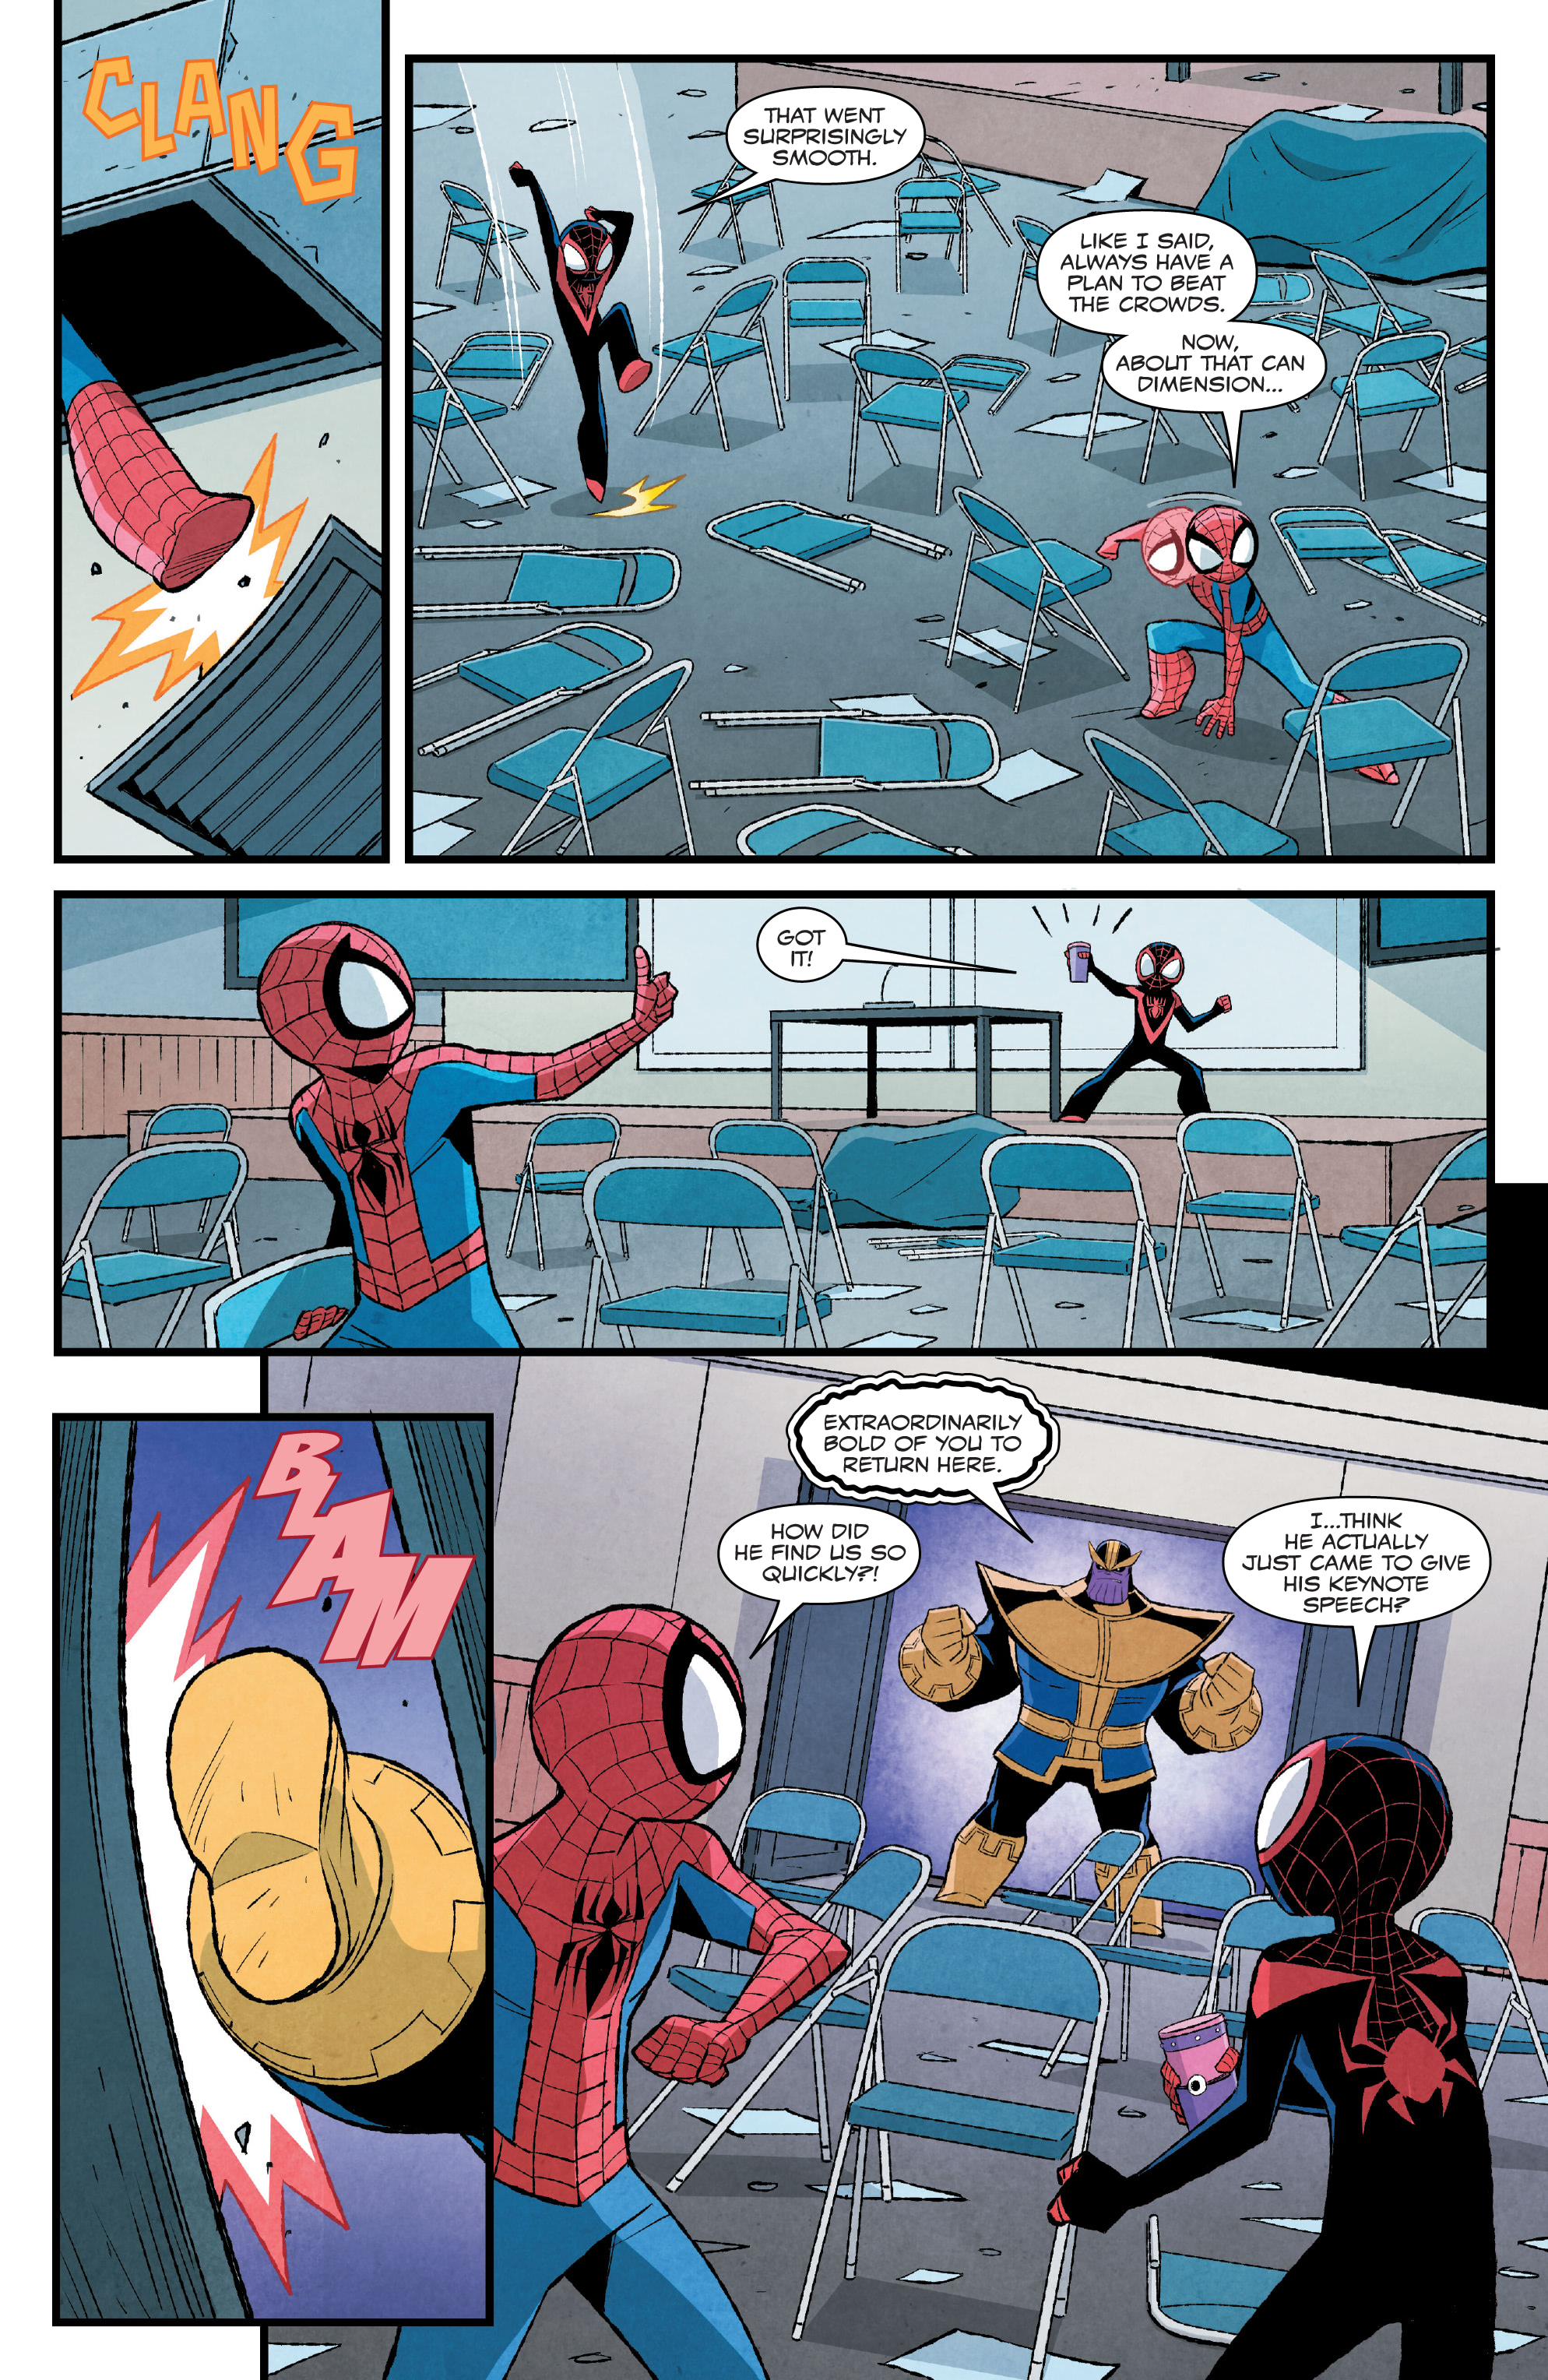 CLANG
THAT WENT
SURPRISINGLY
SMOOTH.
LIKE I SAID,
ALWAYS HAVE A
PLAN TO BEAT
THE CROWDS.
NOW,
ABOUT THAT CAN
DIMENSION...
GOT
IT!
BLAM
EXTRAORDINARILY
BOLD OF YOU TO
RETURN HERE.
HOW DID
HE FIND US SO
QUICKLY?!
I...THINK
HE ACTUALLY
JUST CAME TO GIVE
HIS KEYNOTE
SPEECH?